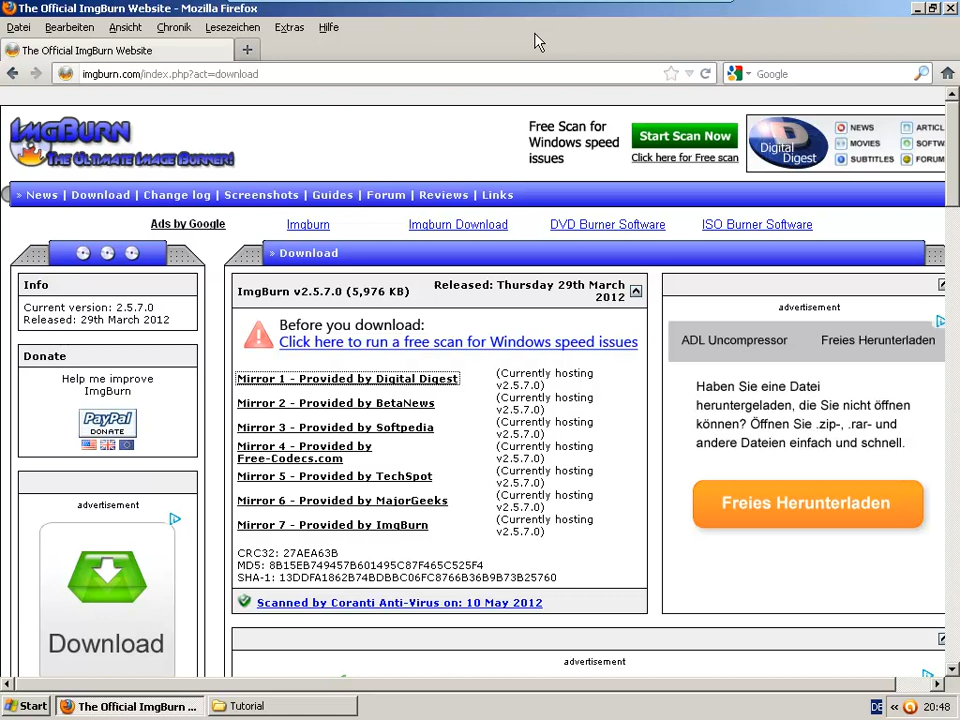 The Official ImgBurn Website - Mozilla Firefox
Datei Bearbeiten Ansicht Chronik Lesezeichen Extras Hilfe
The Official ImgBurn Website
imgburn.com/index.php?act=download
Google
ImgBurn
The Ultimate Image Burner!
Free Scan for
Windows speed
issues
Start Scan Now
Click here for Free scan
Digital
Digest
NEWS
MOVIES
SUBTITLES
ARTICL
SOFTW
FORUM
» News | Download | Change log | Screenshots | Guides | Forum | Reviews | Links
Ads by Google Imgburn Imgburn Download DVD Burner Software ISO Burner Software
» Download
Info
Current version: 2.5.7.0
Released: 29th March 2012
Donate
Help me improve
ImgBurn
PayPal
DONATE
advertisement
Download
ImgBurn v2.5.7.0 (5,976 KB)
Released: Thursday 29th March
2012
Before you download:
Click here to run a free scan for Windows speed issues
Mirror 1 - Provided by Digital Digest
(Currently hosting
v2.5.7.0)
Mirror 2 - Provided by BetaNews
(Currently hosting
v2.5.7.0)
Mirror 3 - Provided by Softpedia
(Currently hosting
v2.5.7.0)
Mirror 4 - Provided by
Free-Codecs.com
(Currently hosting
v2.5.7.0)
Mirror 5 - Provided by TechSpot
(Currently hosting
v2.5.7.0)
Mirror 6 - Provided by MajorGeeks
(Currently hosting
v2.5.7.0)
Mirror 7 - Provided by ImgBurn
(Currently hosting
v2.5.7.0)
CRC32: 27AEA63B
MD5: 8B15EB749457B601495C87F465C525F4
SHA-1: 13DDFA1862B74BDBBC06FC8766B36B9B73B25760
Scanned by Coranti Anti-Virus on: 10 May 2012
advertisement
advertisement
ADL Uncompressor Freies Herunterladen
Haben Sie eine Datei
heruntergeladen, die Sie nicht öffnen
können? Öffnen Sie .zip-, .rar- und
andere Dateien einfach und schnell.
Freies Herunterladen
Start
The Official ImgBurn ...
Tutorial
DE
«
20:48